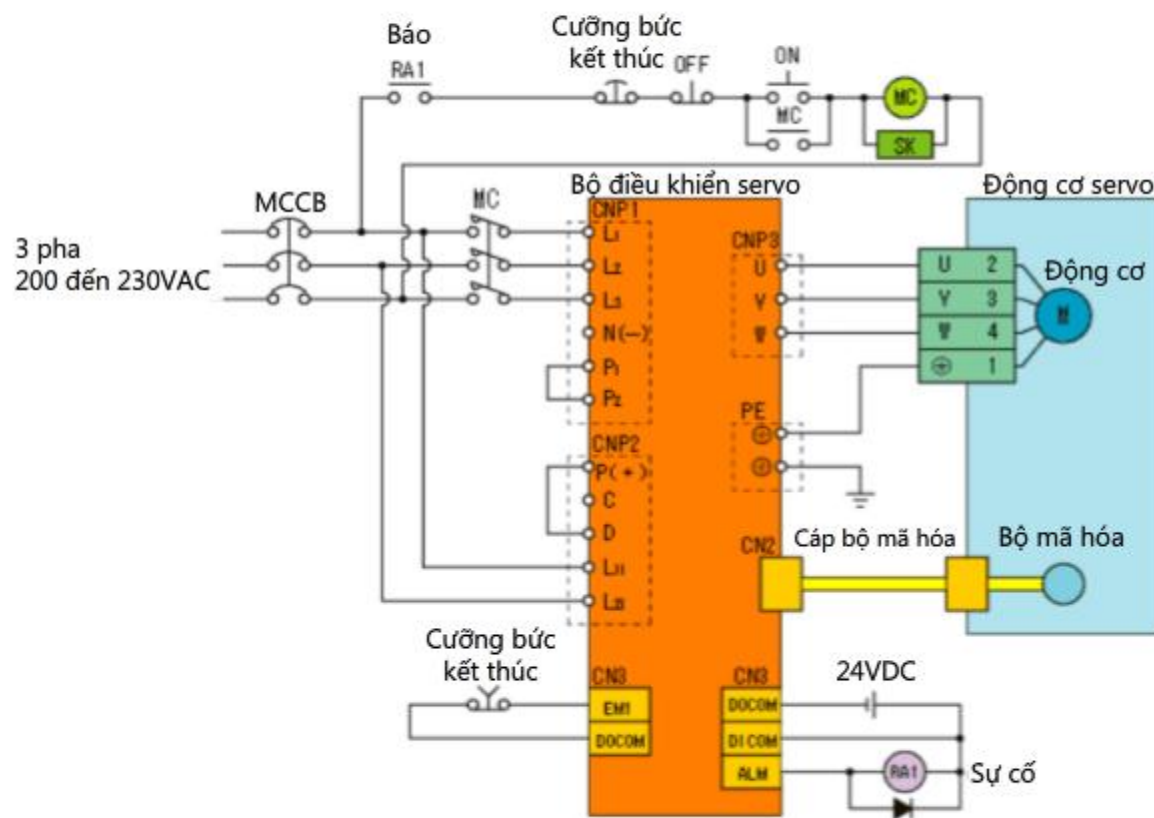 Báo
RA1
Cưỡng bức
kết thúc
OFF
ON
MC
MC
SK
MCCB
MC
3 pha
200 đến 230VAC
Bộ điều khiển servo
CNP1
L1
L2
L3
N(−)
P1
P2
CNP2
P(+)
C
D
L11
L21
CNP3
U
V
W
PE
CN2
Động cơ servo
U 2
V 3
W 4
1
Động cơ
M
Cáp bộ mã hóa
Bộ mã hóa
Cưỡng bức
kết thúc
CN3
EM1
DOCOM
CN3
DOCOM
DICOM
ALM
24VDC
RA1
Sự cố